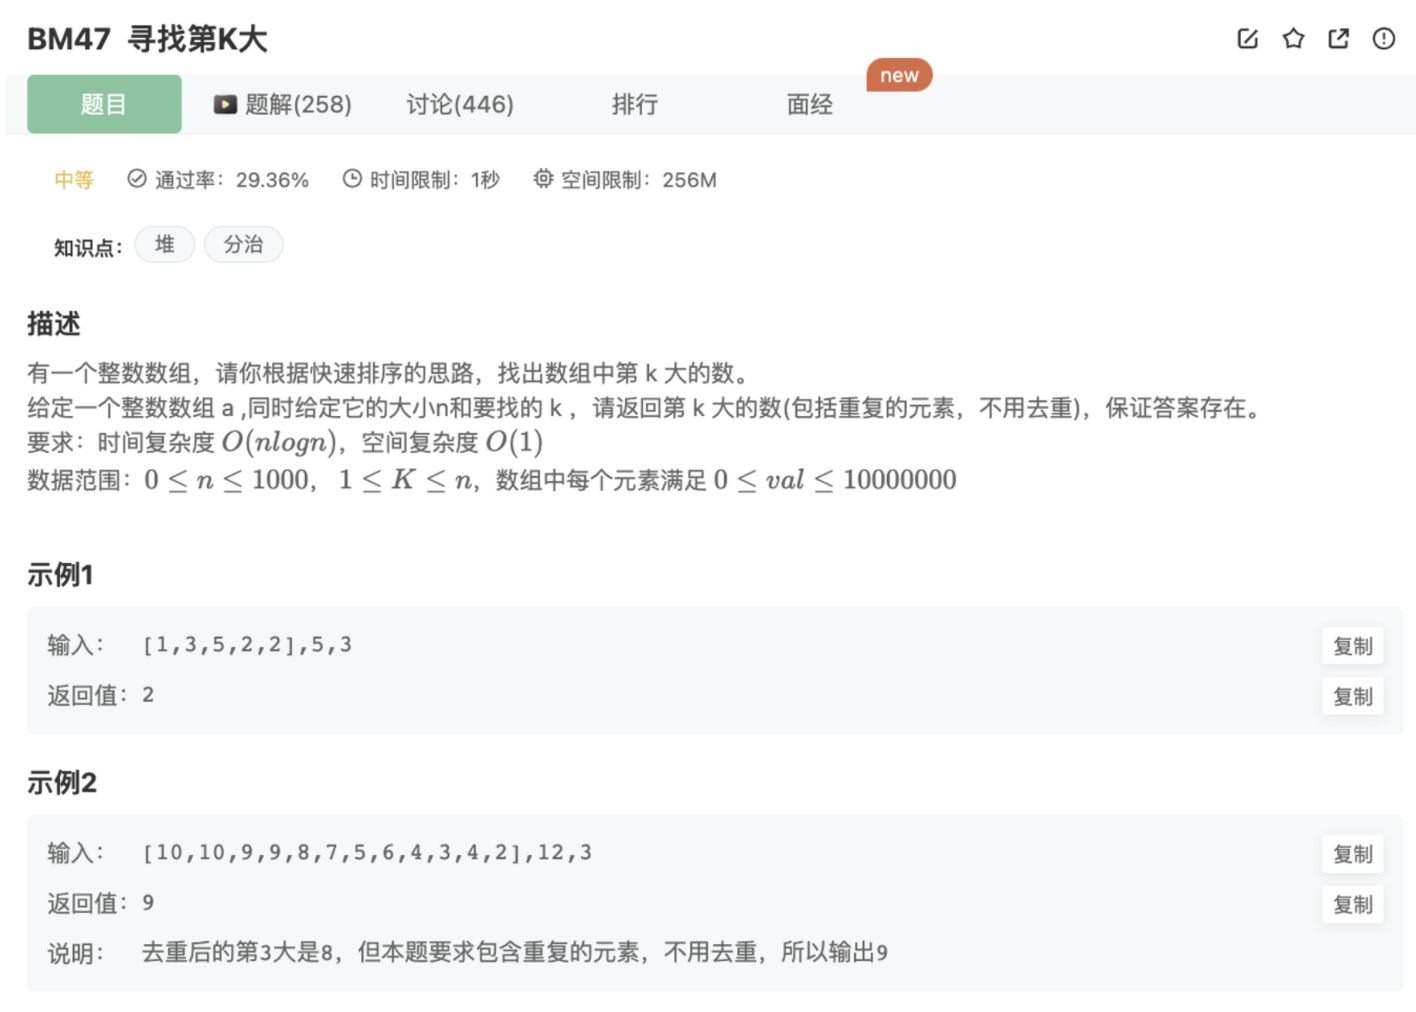 BM47 寻找第K大
new
题目 题解(258) 讨论(446) 排行 面经
中等 通过率：29.36% 时间限制：1秒 空间限制：256M
知识点： 堆 分治
描述
有一个整数数组，请你根据快速排序的思路，找出数组中第 k 大的数。
给定一个整数数组 a ,同时给定它的大小n和要找的 k ，请返回第 k 大的数(包括重复的元素，不用去重)，保证答案存在。
要求：时间复杂度 O(nlogn)，空间复杂度 O(1)
数据范围：0 ≤ n ≤ 1000， 1 ≤ K ≤ n，数组中每个元素满足 0 ≤ val ≤ 10000000
示例1
输入： [1,3,5,2,2],5,3 复制
返回值：2 复制
示例2
输入： [10,10,9,9,8,7,5,6,4,3,4,2],12,3 复制
返回值：9 复制
说明： 去重后的第3大是8，但本题要求包含重复的元素，不用去重，所以输出9